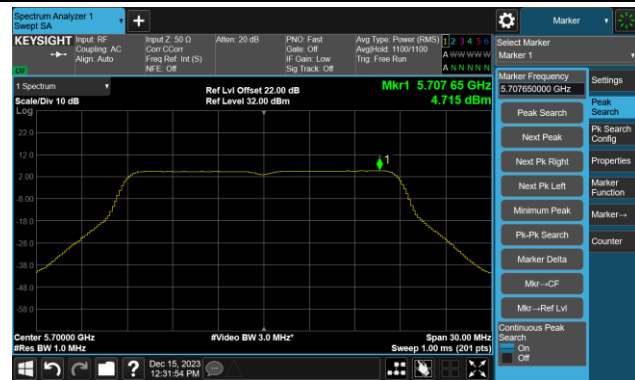 Spectrum Analyzer 1
Swept SA
+
Marker
KEYSIGHT
Input: RF
Coupling: AC
Align: Auto
Input Z: 50 Ω
Corr CCorr
Freq Ref: Int (S)
NFE: Off
Atten: 20 dB
PNO: Fast
Gate: Off
IF Gain: Low
Sig Track: Off
Avg Type: Power (RMS)
Avg|Hold: 1100/1100
Trig: Free Run
1 2 3 4 5 6
A W W W W W
A N N N N N
LXI
Select Marker
Marker 1
1 Spectrum
Scale/Div 10 dB
Log
Ref Lvl Offset 22.00 dB
Ref Level 32.00 dBm
Mkr1 5.707 65 GHz
4.715 dBm
22.0
12.0
2.00
-8.00
-18.0
-28.0
-38.0
-48.0
-58.0
1
Center 5.70000 GHz
#Res BW 1.0 MHz
#Video BW 3.0 MHz*
Span 30.00 MHz
Sweep 1.00 ms (201 pts)
Marker Frequency
5.707650000 GHz
Peak Search
Next Peak
Next Pk Right
Next Pk Left
Minimum Peak
Pk-Pk Search
Marker Delta
Mkr→CF
Mkr→Ref Lvl
Continuous Peak
Search
On
Off
Settings
Peak
Search
Pk Search
Config
Properties
Marker
Function
Marker→
Counter
?
Dec 15, 2023
12:31:54 PM